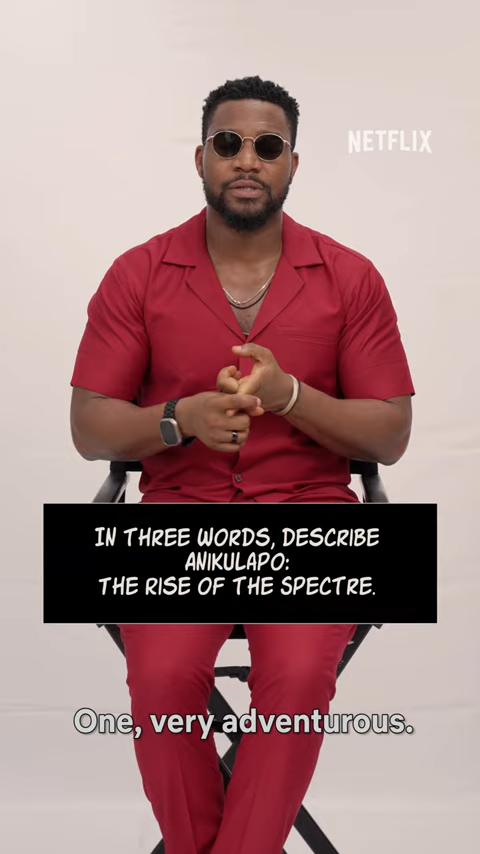 NETFLIX
IN THREE WORDS, DESCRIBE
ANIKULAPO:
THE RISE OF THE SPECTRE.
One, very adventurous.